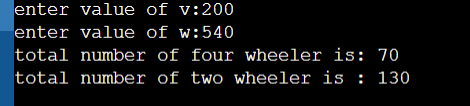 enter value of v:200
enter value of w:540
total number of four wheeler is: 70
total number of two wheeler is : 130